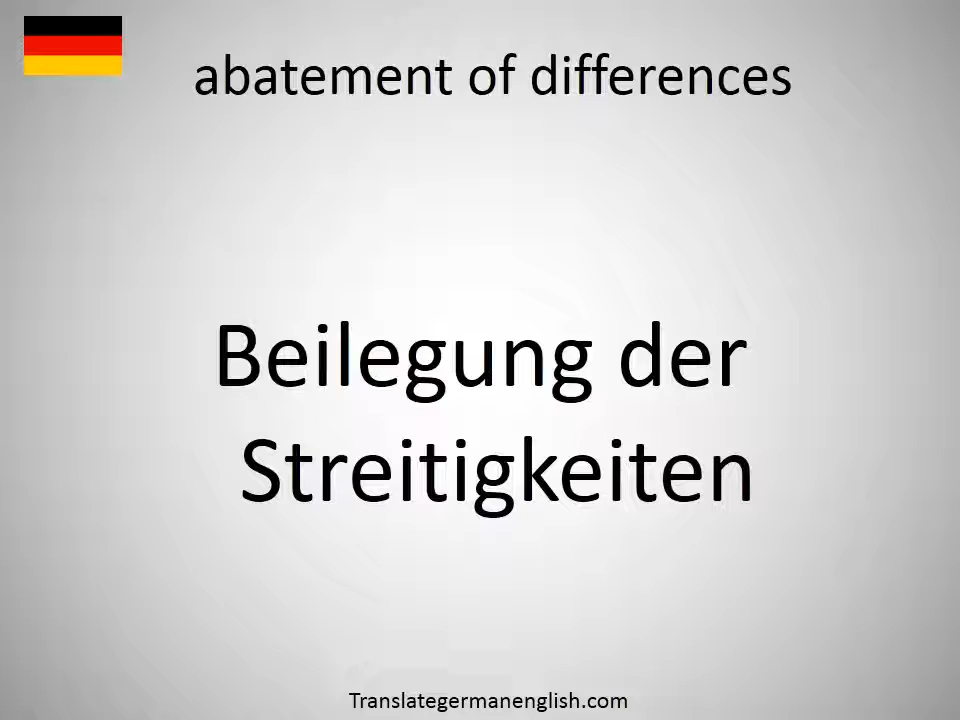 abatement of differences
Beilegung der
Streitigkeiten
Translategermanenglish.com